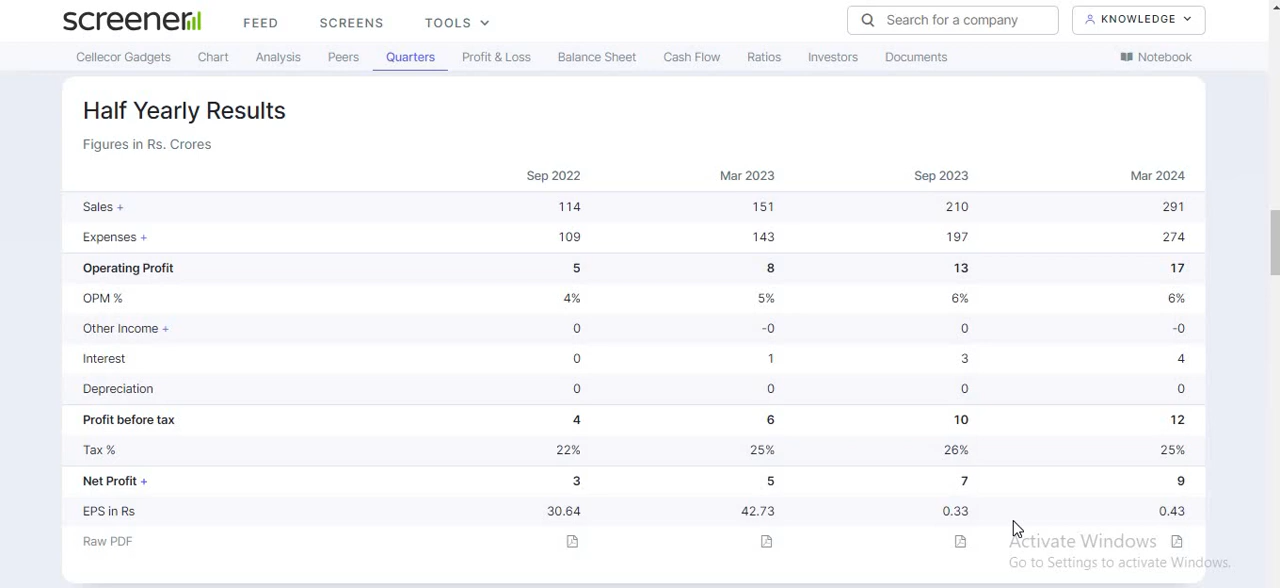 screener FEED SCREENS TOOLS Search for a company KNOWLEDGE
Cellecor Gadgets Chart Analysis Peers Quarters Profit & Loss Balance Sheet Cash Flow Ratios Investors Documents Notebook
Half Yearly Results
Figures in Rs. Crores
Sep 2022 Mar 2023 Sep 2023 Mar 2024
Sales + 114 151 210 291
Expenses + 109 143 197 274
Operating Profit 5 8 13 17
OPM % 4% 5% 6% 6%
Other Income + 0 -0 0 -0
Interest 0 1 3 4
Depreciation 0 0 0 0
Profit before tax 4 6 10 12
Tax % 22% 25% 26% 25%
Net Profit + 3 5 7 9
EPS in Rs 30.64 42.73 0.33 0.43
Raw PDF
Activate Windows
Go to Settings to activate Windows.